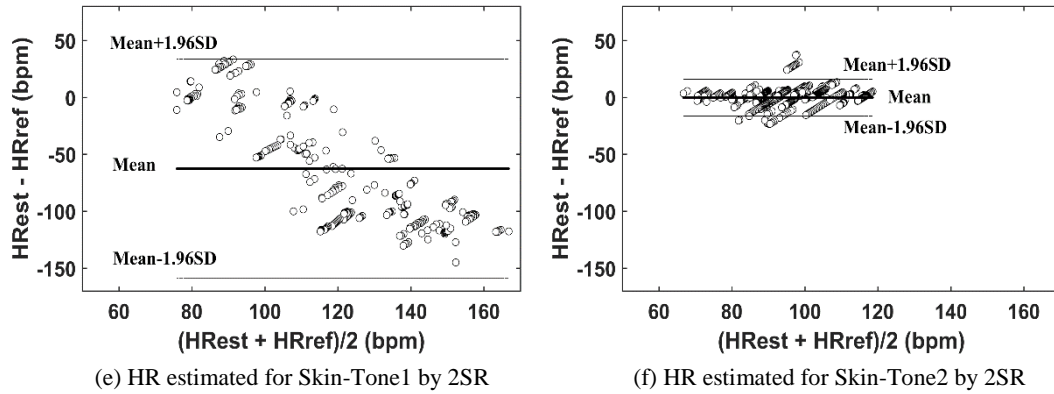 50
0
-50
-100
-150
HRest - HRref (bpm)
Mean+1.96SD
Mean
Mean-1.96SD
60 80 100 120 140 160
(HRest + HRref)/2 (bpm)
(e) HR estimated for Skin-Tone1 by 2SR
50
0
-50
-100
-150
HRest - HRref (bpm)
Mean+1.96SD
Mean
Mean-1.96SD
60 80 100 120 140 160
(HRest + HRref)/2 (bpm)
(f) HR estimated for Skin-Tone2 by 2SR